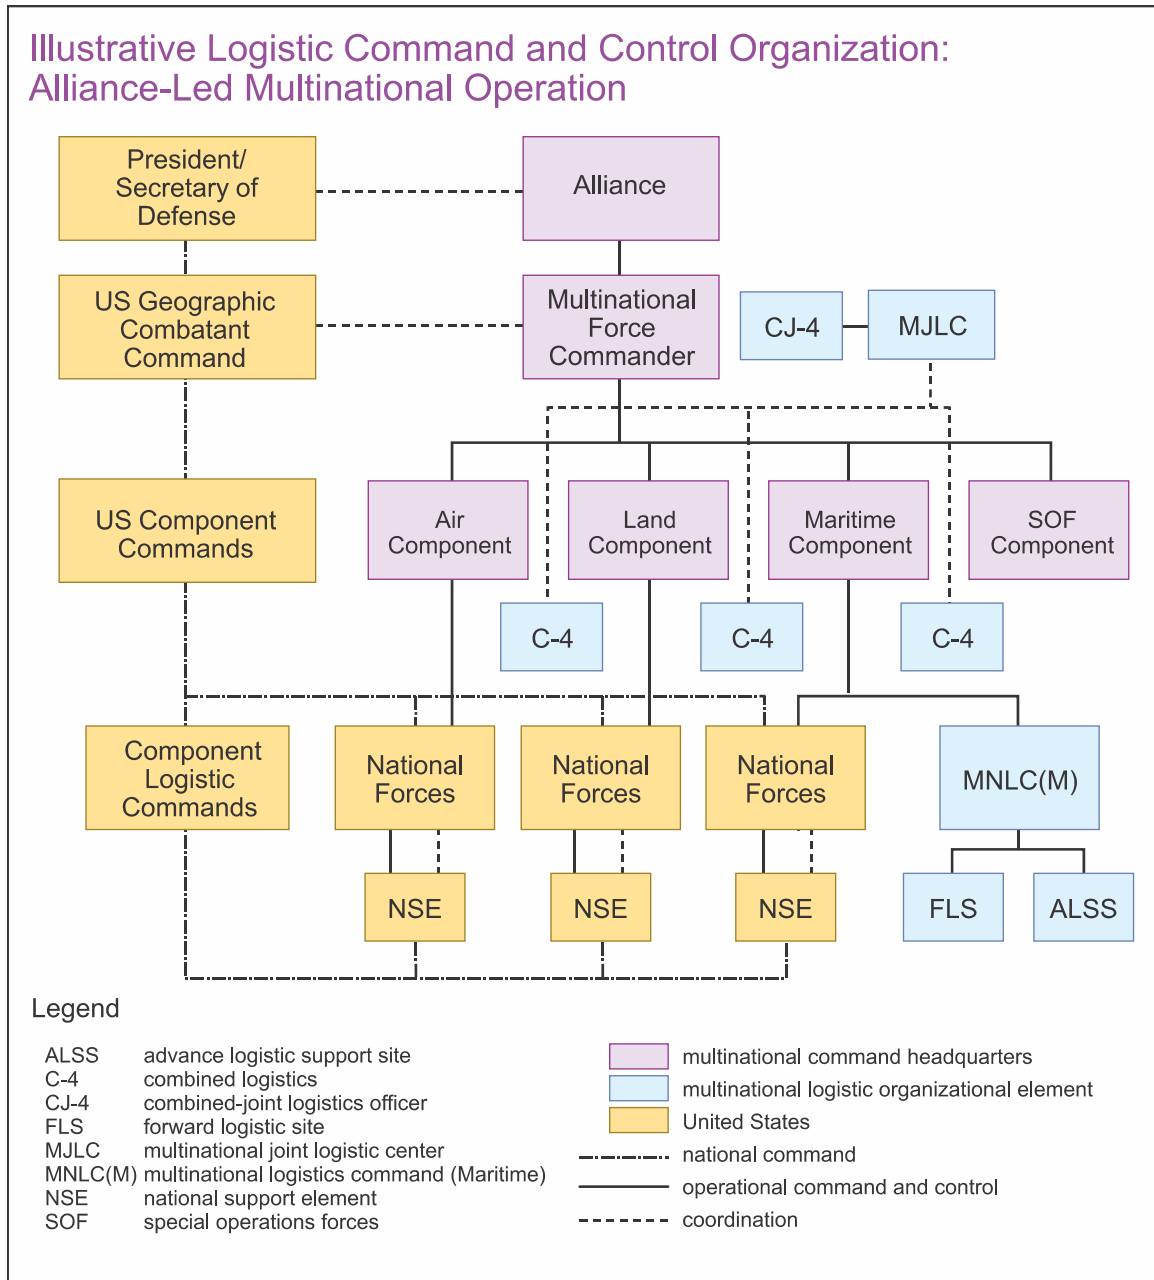 Illustrative Logistic Command and Control Organization:
Alliance-Led Multinational Operation
President/
Secretary of
Defense
Alliance
US Geographic
Combatant
Command
Multinational
Force
Commander
CJ-4
MJLC
US Component
Commands
Air
Component
Land
Component
Maritime
Component
SOF
Component
C-4
C-4
C-4
Component
Logistic
Commands
National
Forces
National
Forces
National
Forces
MNLC(M)
NSE
NSE
NSE
FLS
ALSS
Legend
ALSS advance logistic support site
C-4 combined logistics
CJ-4 combined-joint logistics officer
FLS forward logistic site
MJLC multinational joint logistic center
MNLC(M) multinational logistics command (Maritime)
NSE national support element
SOF special operations forces
multinational command headquarters
multinational logistic organizational element
United States
national command
operational command and control
coordination